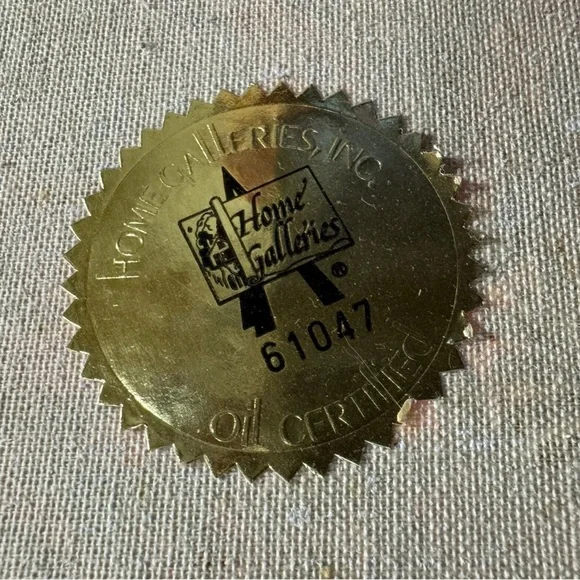 HOME GALLERIES, INC.
Home
Galleries
®
61047
Oil CERTIFIED